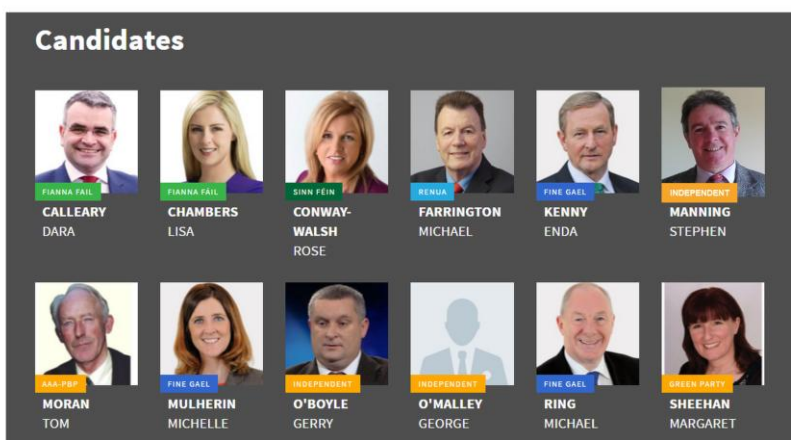 Candidates
FIANNA FAIL
CALLEARY
DARA
FIANNA FÁIL
CHAMBERS
LISA
SINN FÉIN
CONWAY-
WALSH
ROSE
RENUA
FARRINGTON
MICHAEL
FINE GAEL
KENNY
ENDA
INDEPENDENT
MANNING
STEPHEN
AAA-PBP
MORAN
TOM
FINE GAEL
MULHERIN
MICHELLE
INDEPENDENT
O'BOYLE
GERRY
INDEPENDENT
O'MALLEY
GEORGE
FINE GAEL
RING
MICHAEL
GREEN PARTY
SHEEHAN
MARGARET